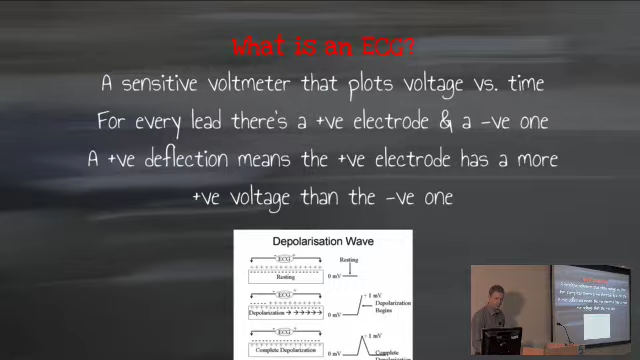 What is an ECG?
A sensitive voltmeter that plots voltage vs. time
For every lead there's a +ve electrode & a -ve one
A +ve deflection means the +ve electrode has a more
+ve voltage than the -ve one
Depolarisation Wave
ECG
Resting
Resting
0 mV
ECG
+ 1 mV
Depolarization
Begins
Depolarization
0 mV
ECG
+ 1 mV
Complete
Complete Depolarization
0 mV